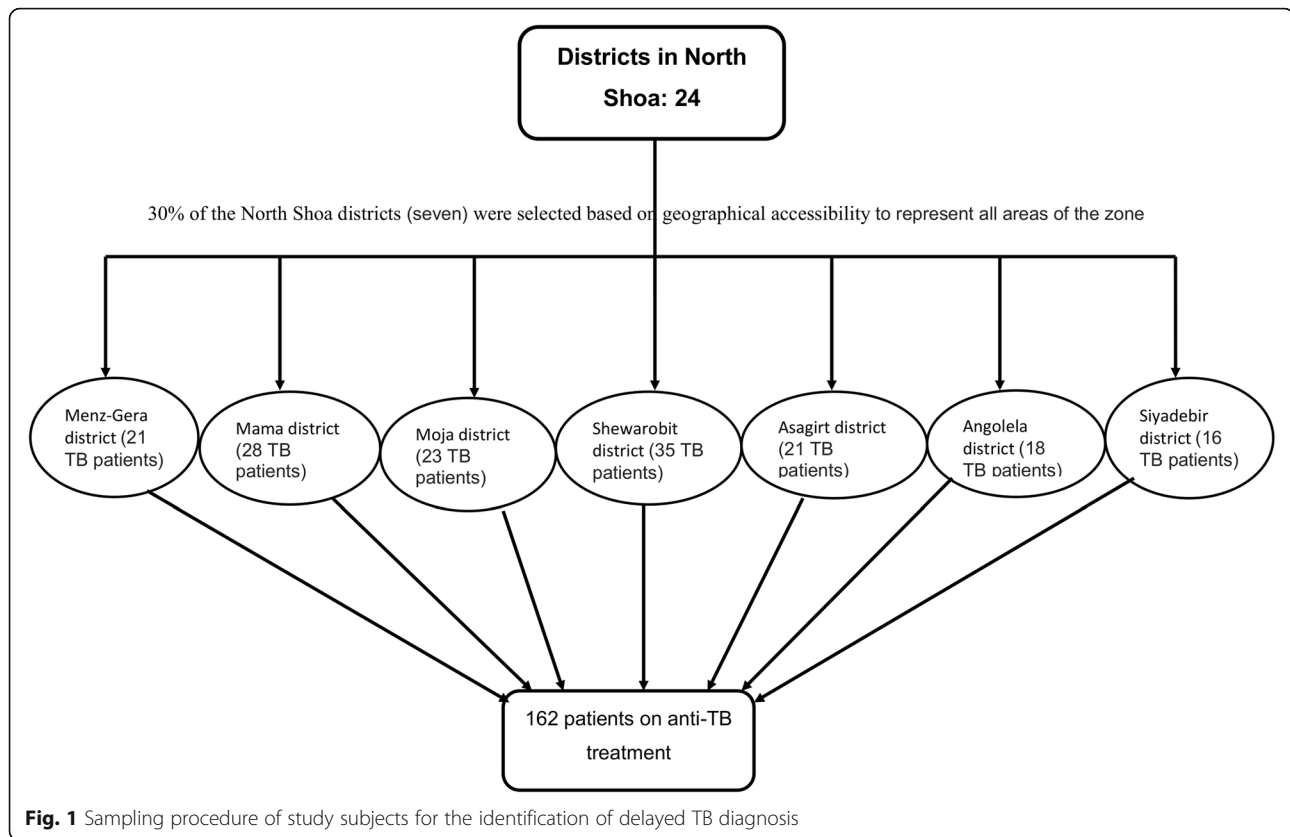 Districts in North
Shoa: 24
30% of the North Shoa districts (seven) were selected based on geographical accessibility to represent all areas of the zone
Menz-Gera
district (21
TB patients)
Mama district
(28 TB
patients)
Moja district
(23 TB
patients)
Shewarobit
district (35 TB
patients)
Asagirt district
(21 TB
patients)
Angolela
district (18
TB patients)
Siyadebir
district (16
TB patients)
162 patients on anti-TB
treatment
Fig. 1 Sampling procedure of study subjects for the identification of delayed TB diagnosis